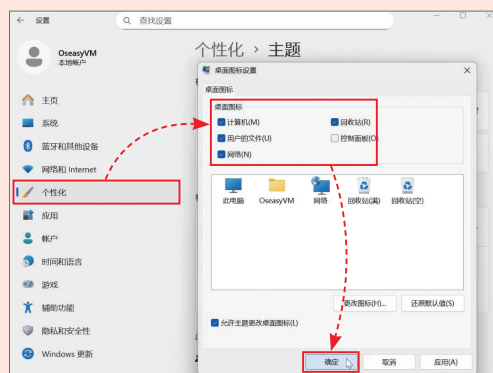 ← 设置
查找设置
OseasyVM
本地帐户
个性化 › 主题
主页
系统
蓝牙和其他设备
网络和 Internet
个性化
应用
帐户
时间和语言
游戏
辅助功能
隐私和安全性
Windows 更新
桌面图标设置
桌面图标
桌面图标
计算机(M)
回收站(R)
用户的文件(U)
控制面板(O)
网络(N)
此电脑
OseasyVM
网络
回收站(满)
回收站(空)
更改图标(H)...
还原默认值(S)
允许主题更改桌面图标(L)
确定
取消
应用(A)